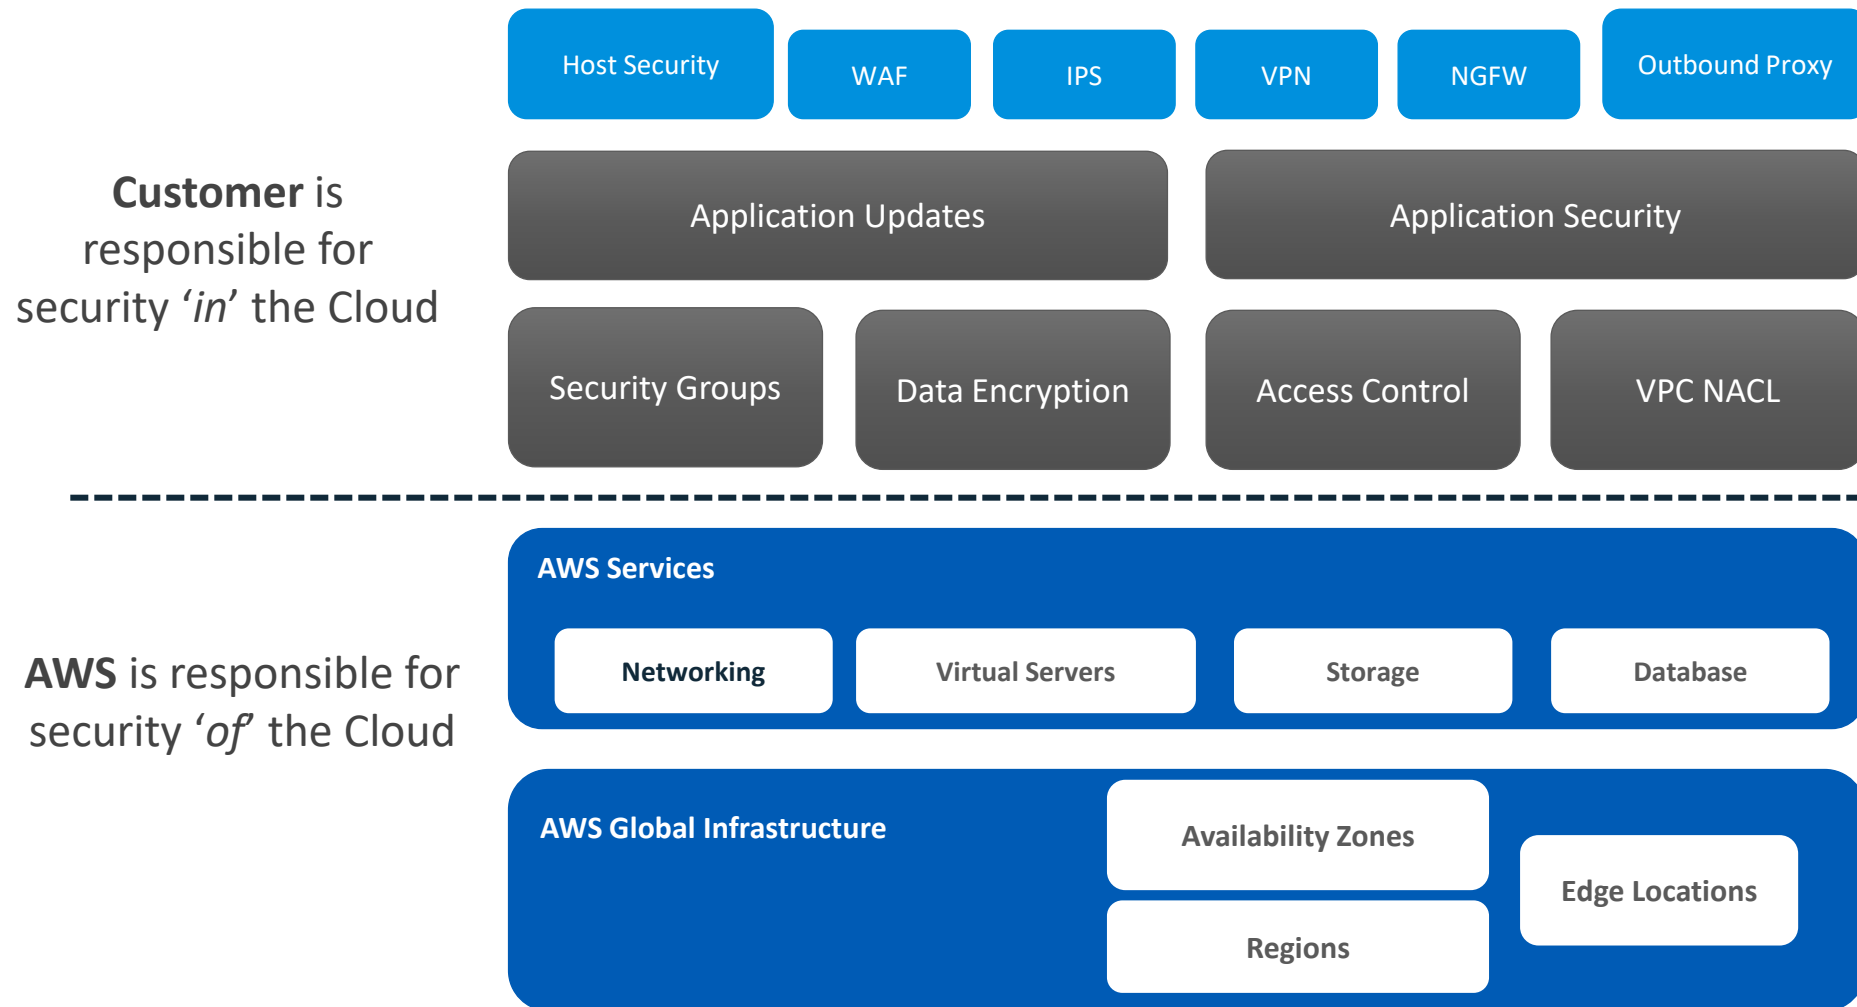 Host Security
WAF
IPS
VPN
NGFW
Outbound Proxy
Customer is
responsible for
security ‘in’ the Cloud
Application Updates
Application Security
Security Groups
Data Encryption
Access Control
VPC NACL
AWS is responsible for
security ‘of’ the Cloud
AWS Services
Networking
Virtual Servers
Storage
Database
AWS Global Infrastructure
Availability Zones
Edge Locations
Regions